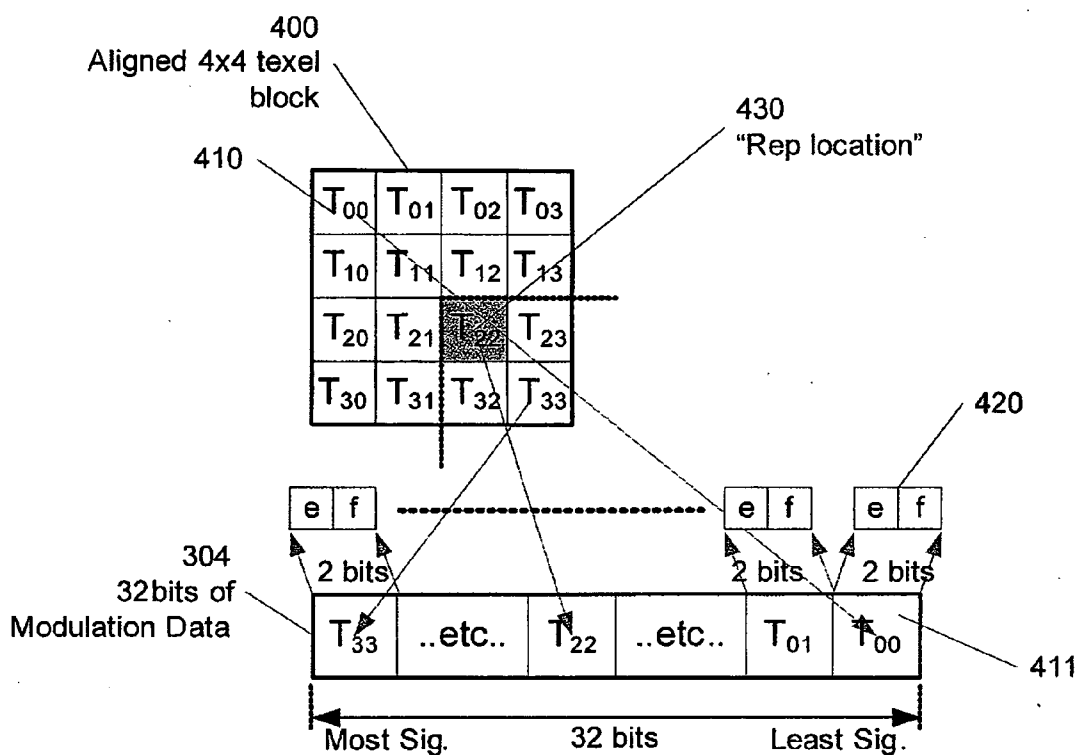 400
Aligned 4x4 texel
block
430
"Rep location"
410
T00 T01 T02 T03
T10 T11 T12 T13
T20 T21 T22 T23
T30 T31 T32 T33
420
e f e f e f
304
32bits of
Modulation Data
2 bits 2 bits 2 bits
T33 ..etc.. T22 ..etc.. T01 T00
411
Most Sig. 32 bits Least Sig.